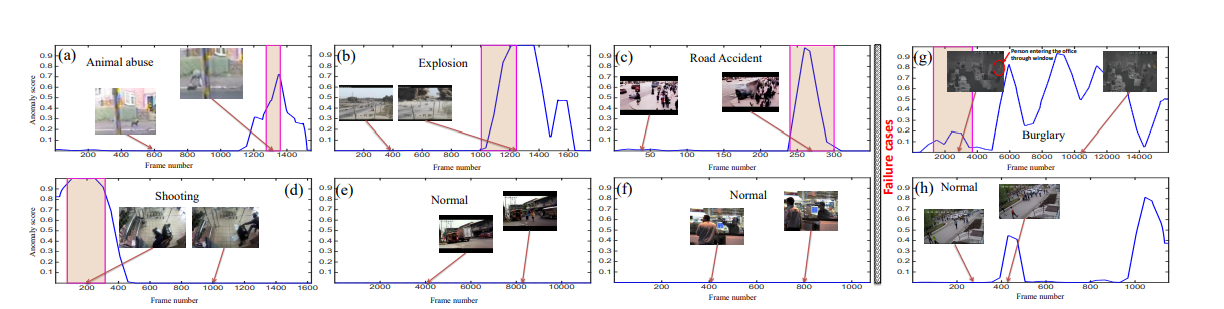 (a)
Animal abuse
Anomaly score
0.9
0.8
0.7
0.6
0.5
0.4
0.3
0.2
0.1
200 400 600 800 1000 1200 1400
Frame number
(b)
Explosion
0.9
0.8
0.7
0.6
0.5
0.4
0.3
0.2
0.1
200 400 600 800 1000 1200 1400 1600
Frame number
(c)
Road Accident
0.9
0.8
0.7
0.6
0.5
0.4
0.3
0.2
0.1
50 100 150 200 250 300
Frame number
Failure cases
(g)
Person entering the office
through window
Burglary
0.9
0.8
0.7
0.6
0.5
0.4
0.3
0.2
0.1
2000 4000 6000 8000 10000 12000 14000
Frame number
Shooting
(d)
Anomaly score
0.9
0.8
0.7
0.6
0.5
0.4
0.3
0.2
0.1
200 400 600 800 1000 1200 1400 1600
Frame number
(e)
Normal
0.9
0.8
0.7
0.6
0.5
0.4
0.3
0.2
0.1
2000 4000 6000 8000 10000
Frame number
(f)
Normal
0.9
0.8
0.7
0.6
0.5
0.4
0.3
0.2
0.1
200 400 600 800 1000
Frame number
(h)
Normal
0.9
0.8
0.7
0.6
0.5
0.4
0.3
0.2
0.1
200 400 600 800 1000
Frame number